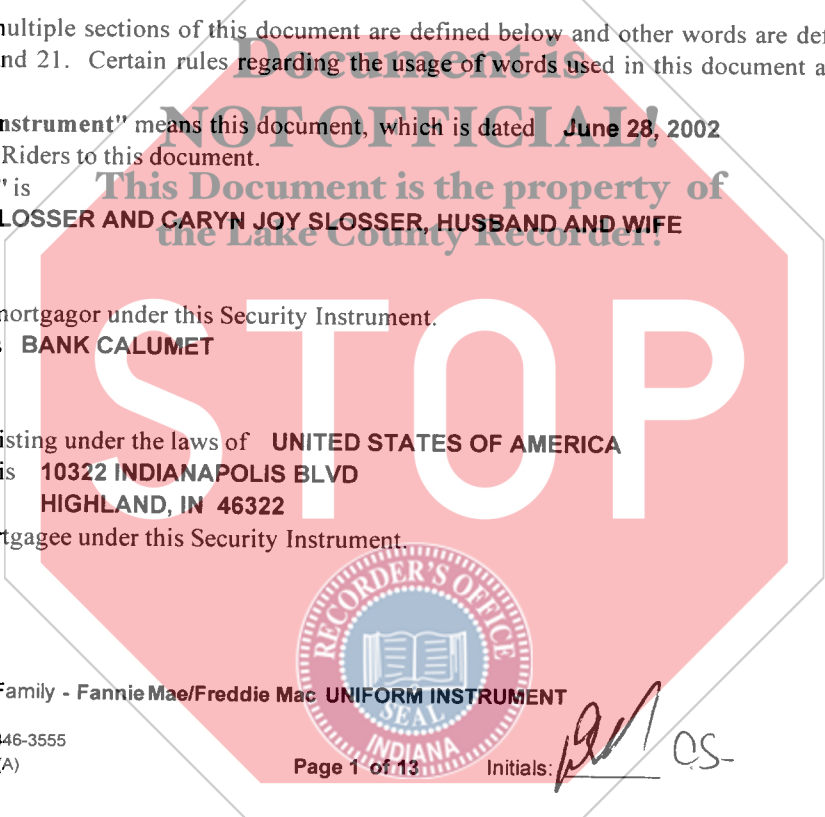 ultiple sections of this document are defined below and other words are def
nd 21. Certain rules regarding the usage of words used in this document a
Document is
nstrument" means this document, which is dated June 28, 2002
NOT OFFICIAL!
Riders to this document.
" is
This Document is the property of
LOSSER AND CARYN JOY SLOSSER, HUSBAND AND WIFE
the Lake County Recorder!
mortgagor under this Security Instrument.
BANK CALUMET
STOP
isting under the laws of UNITED STATES OF AMERICA
is 10322 INDIANAPOLIS BLVD
HIGHLAND, IN 46322
tgagee under this Security Instrument.
RECORDER'S OFFICE
SEAL
INDIANA
Family - Fannie Mae/Freddie Mac UNIFORM INSTRUMENT
46-3555
(A)
Page 1 of 13 Initials: C.S.